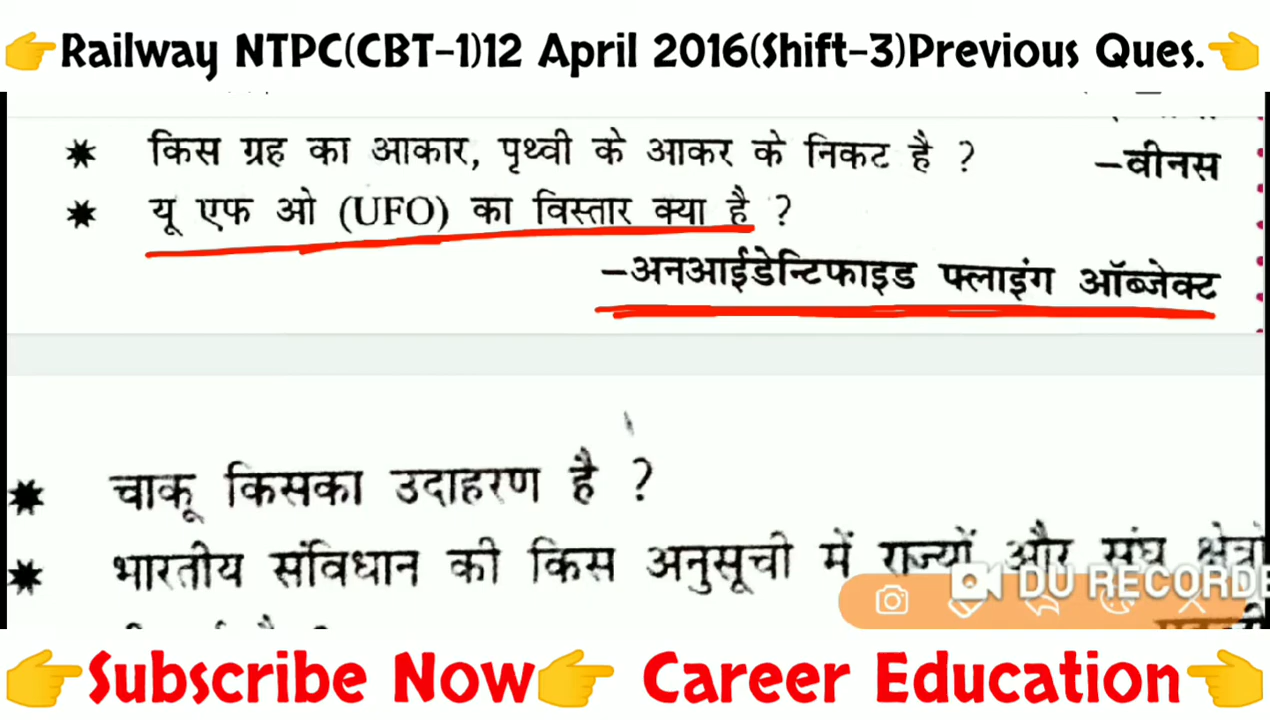 👉Railway NTPC(CBT-1)12 April 2016(Shift-3)Previous Ques.👈
✷ किस ग्रह का आकार, पृथ्वी के आकर के निकट है ? –वीनस
✷ यू एफ ओ (UFO) का विस्तार क्या है ?
–अनआईडेन्टिफाइड फ्लाइंग ऑब्जेक्ट
✷ चाकू किसका उदाहरण है ?
✷ भारतीय संविधान की किस अनुसूची में राज्यों और संघ क्षेत्रों
DU RECORDE
👉Subscribe Now👉 Career Education👈